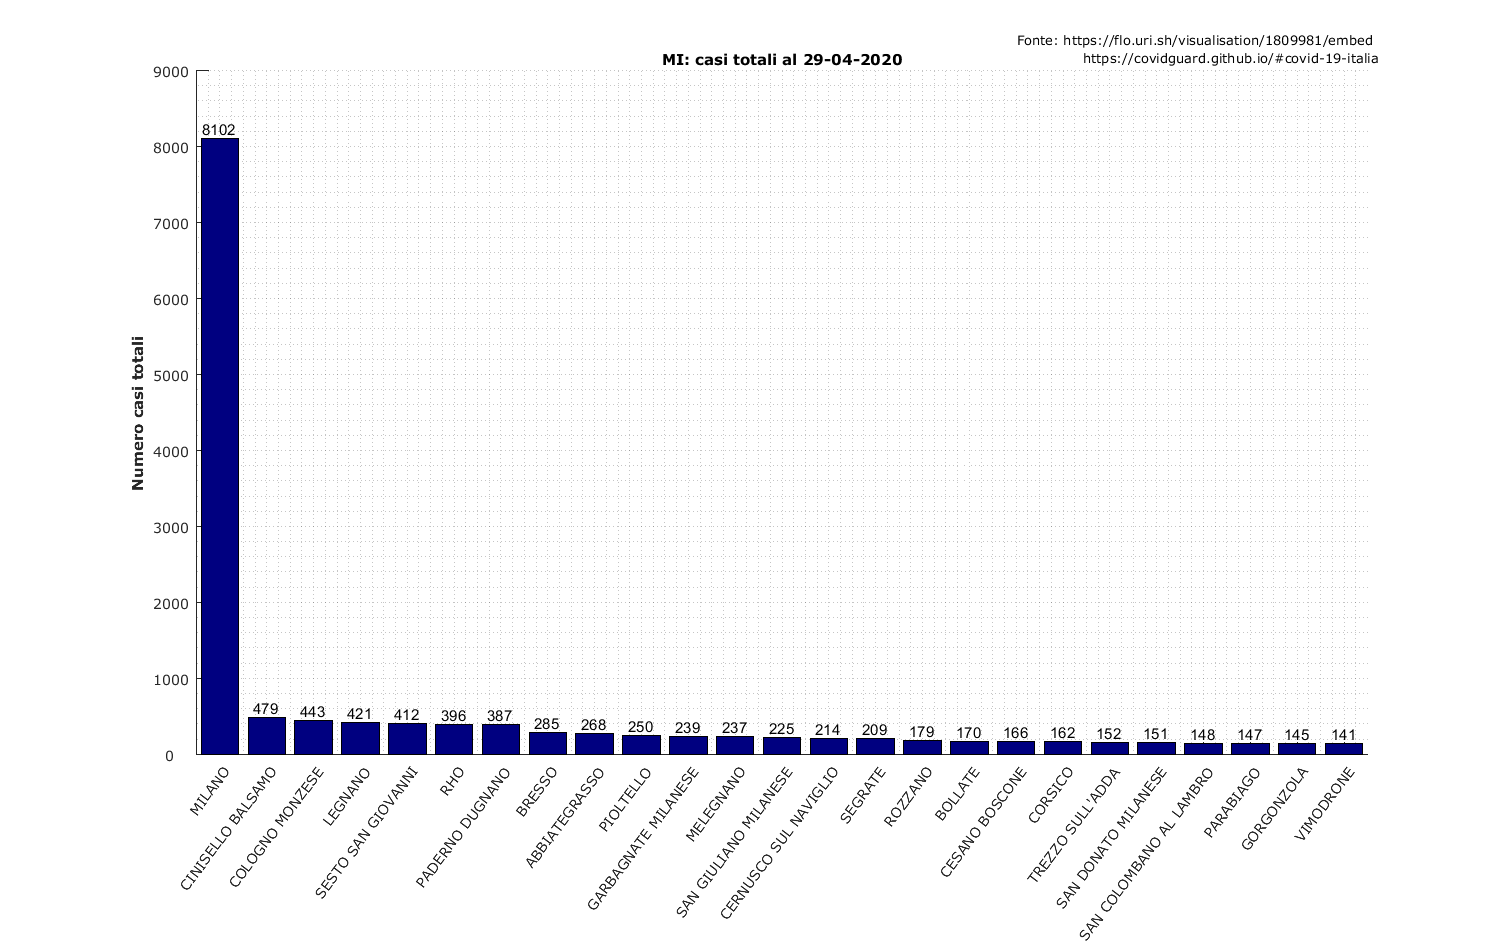 Fonte: https://flo.uri.sh/visualisation/1809981/embed
https://covidguard.github.io/#covid-19-italia
MI: casi totali al 29-04-2020
Numero casi totali
9000
8000
7000
6000
5000
4000
3000
2000
1000
0
8102
479
443
421
412
396
387
285
268
250
239
237
225
214
209
179
170
166
162
152
151
148
147
145
141
MILANO
CINISELLO BALSAMO
COLOGNO MONZESE
LEGNANO
SESTO SAN GIOVANNI
RHO
PADERNO DUGNANO
BRESSO
ABBIATEGRASSO
PIOLTELLO
GARBAGNATE MILANESE
MELEGNANO
SAN GIULIANO MILANESE
CERNUSCO SUL NAVIGLIO
SEGRATE
ROZZANO
BOLLATE
CESANO BOSCONE
CORSICO
TREZZO SULL'ADDA
SAN DONATO MILANESE
SAN COLOMBANO AL LAMBRO
PARABIAGO
GORGONZOLA
VIMODRONE